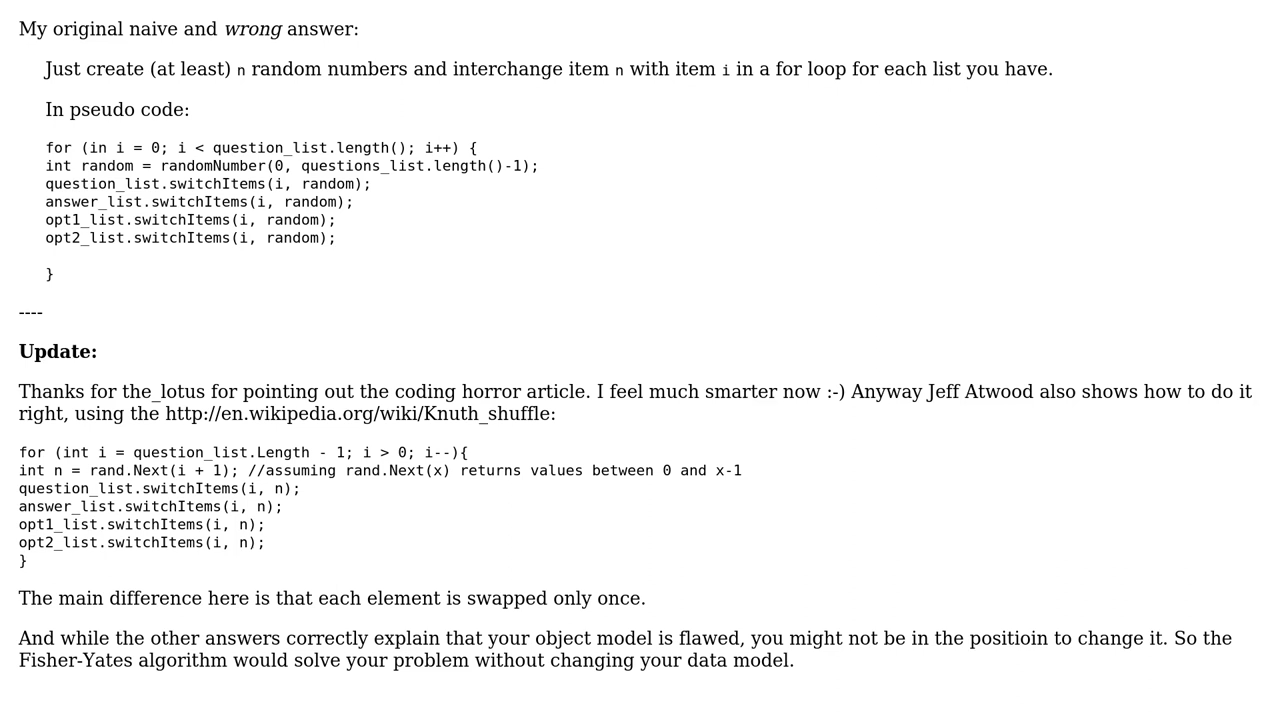 My original naive and wrong answer:
Just create (at least) n random numbers and interchange item n with item i in a for loop for each list you have.
In pseudo code:
for (in i = 0; i < question_list.length(); i++) {
int random = randomNumber(0, questions_list.length()-1);
question_list.switchItems(i, random);
answer_list.switchItems(i, random);
opt1_list.switchItems(i, random);
opt2_list.switchItems(i, random);
}
----
Update:
Thanks for the_lotus for pointing out the coding horror article. I feel much smarter now :-) Anyway Jeff Atwood also shows how to do it
right, using the http://en.wikipedia.org/wiki/Knuth_shuffle:
for (int i = question_list.Length - 1; i > 0; i--){
int n = rand.Next(i + 1); //assuming rand.Next(x) returns values between 0 and x-1
question_list.switchItems(i, n);
answer_list.switchItems(i, n);
opt1_list.switchItems(i, n);
opt2_list.switchItems(i, n);
}
The main difference here is that each element is swapped only once.
And while the other answers correctly explain that your object model is flawed, you might not be in the positioin to change it. So the
Fisher-Yates algorithm would solve your problem without changing your data model.